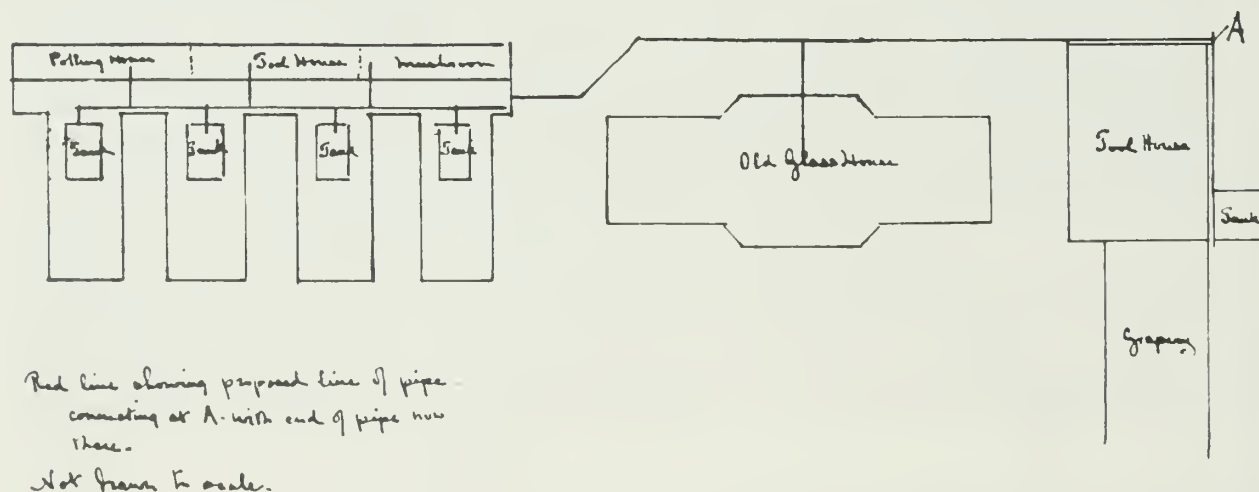 A
Potting House
Tool House
Mushroom
Tank
Tank
Tank
Tank
Old Glass House
Tool House
Tank
Grapery
Red line showing proposed line of pipe
connecting at A. with end of pipe now
there.
Not drawn to scale.